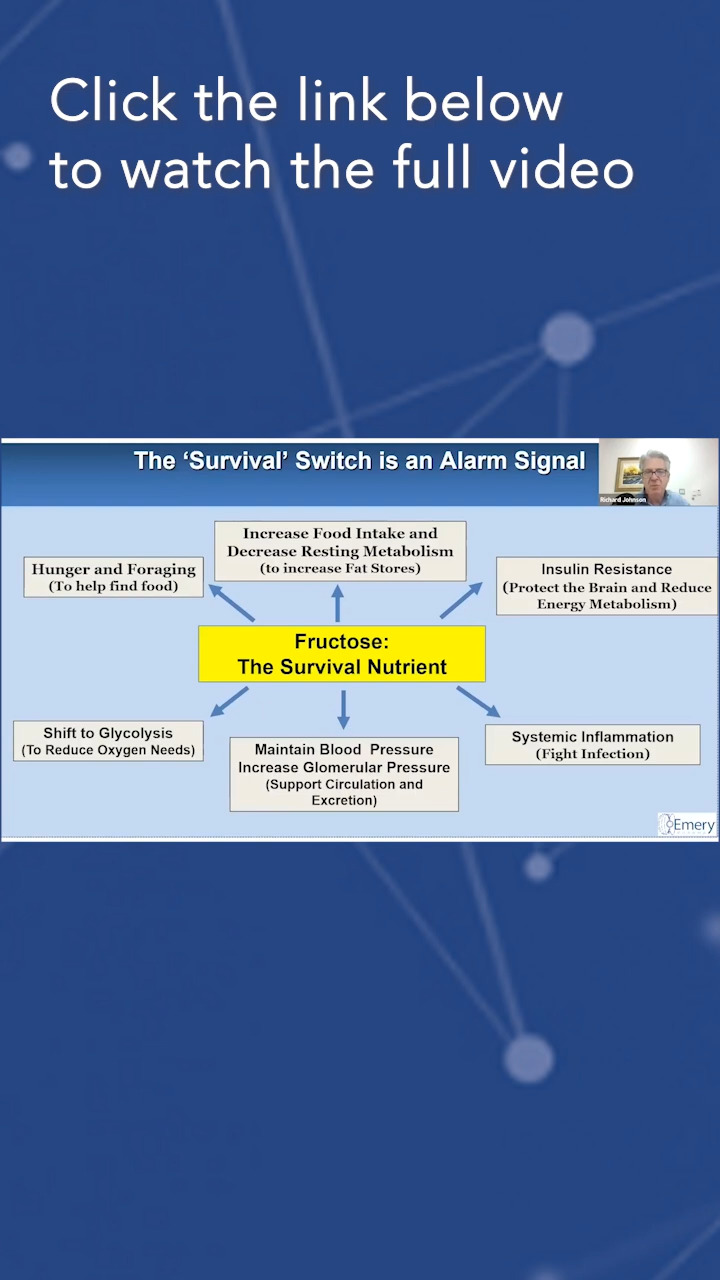 Click the link below
to watch the full video
The ‘Survival’ Switch is an Alarm Signal
Richard Johnson
Increase Food Intake and
Decrease Resting Metabolism
(to increase Fat Stores)
Hunger and Foraging
(To help find food)
Insulin Resistance
(Protect the Brain and Reduce
Energy Metabolism)
Fructose:
The Survival Nutrient
Shift to Glycolysis
(To Reduce Oxygen Needs)
Maintain Blood Pressure
Increase Glomerular Pressure
(Support Circulation and
Excretion)
Systemic Inflammation
(Fight Infection)
Emery